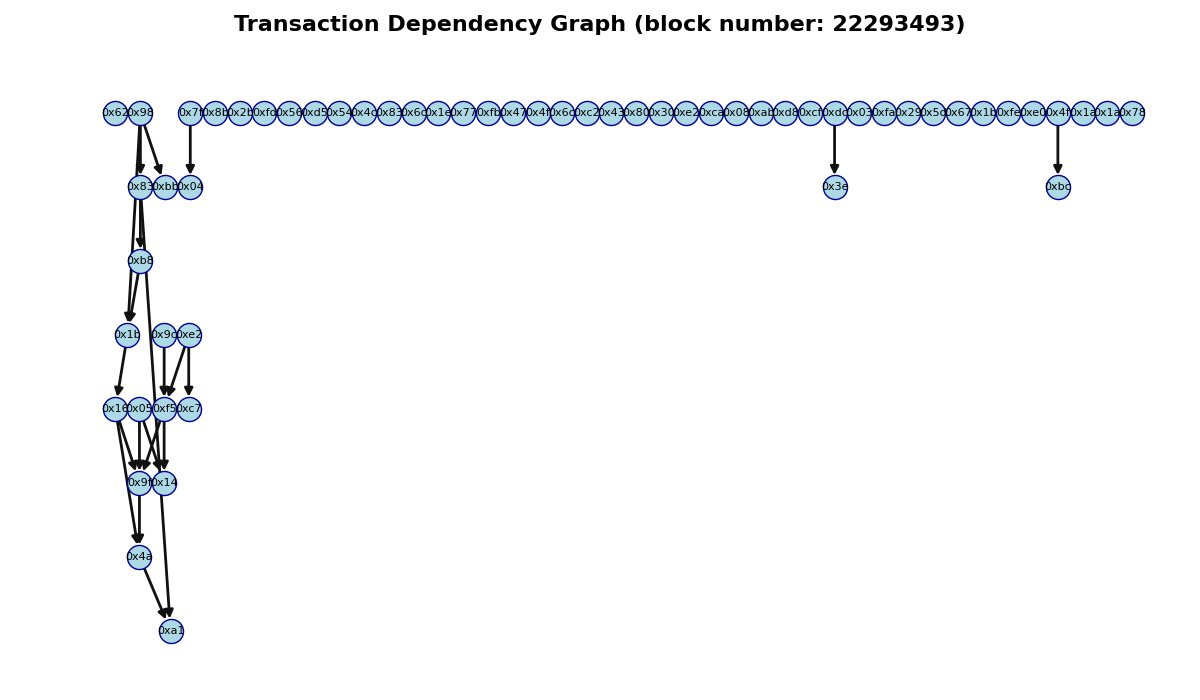 Transaction Dependency Graph (block number: 22293493)
0x62 0x98 0x7f 0x8b 0x2b 0xfd 0x56 0xd5 0x54 0x4c 0x83 0x6c 0x1e 0x77 0xfb 0x47 0x4f 0x6c 0xc2 0x43 0x80 0x30 0xe2 0xca 0x08 0xab 0xd8 0xcf 0xdc 0x03 0xfa 0x29 0x5d 0x67 0x1b 0xfe 0xe0 0x4f 0x1a 0x1a 0x78
0x83 0xbb 0x04 0x3e 0xbc
0xb8
0x1b 0x9c 0xe2
0x16 0x05 0xf5 0xc7
0x9f 0x14
0x4a
0xa1